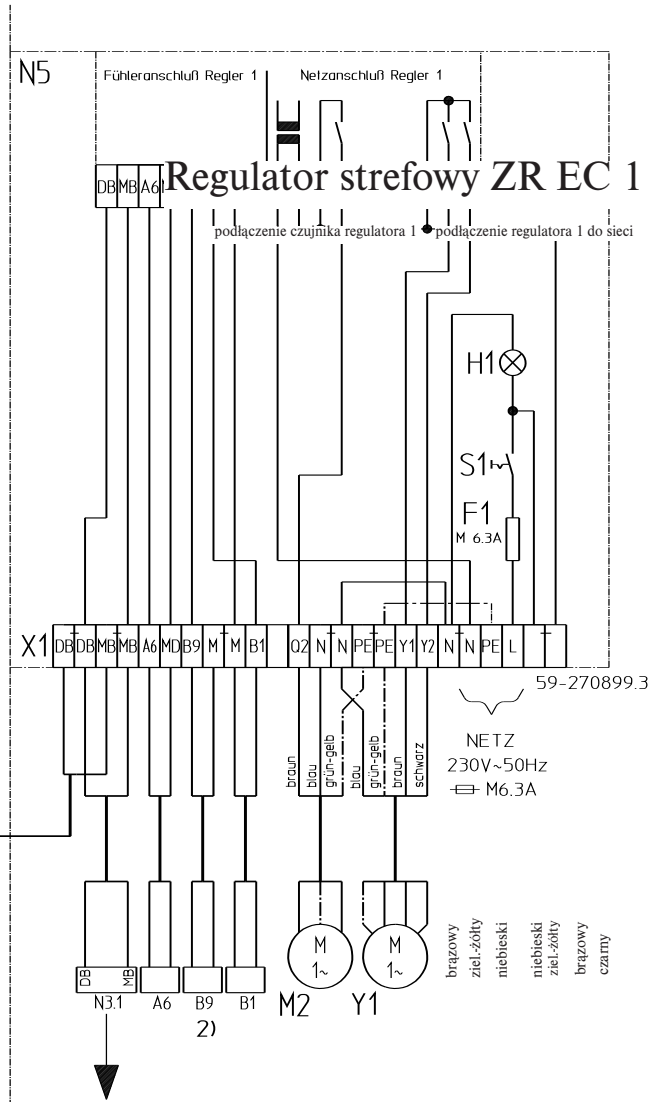 N5
Fühleranschluß Regler 1
Netzanschluß Regler 1
DB MB A6
Regulator strefowy ZR EC 1
podłączenie czujnika regulatora 1
podłączenie regulatora 1 do sieci
H1
S1
F1
M 6.3A
X1
DB DB MB MB A6 MD B9 M M B1 Q2 N N PE PE Y1 Y2 N N PE L
59-270899.3
braun
blau
grün-gelb
blau
grün-gelb
braun
schwarz
NETZ
230V~50Hz
M6.3A
DB
MB
N3.1
A6
B9
B1
2)
M
1~
M2
M
1~
Y1
brązowy
ziel.-żółty
niebieski
niebieski
ziel.-żółty
brązowy
czarny